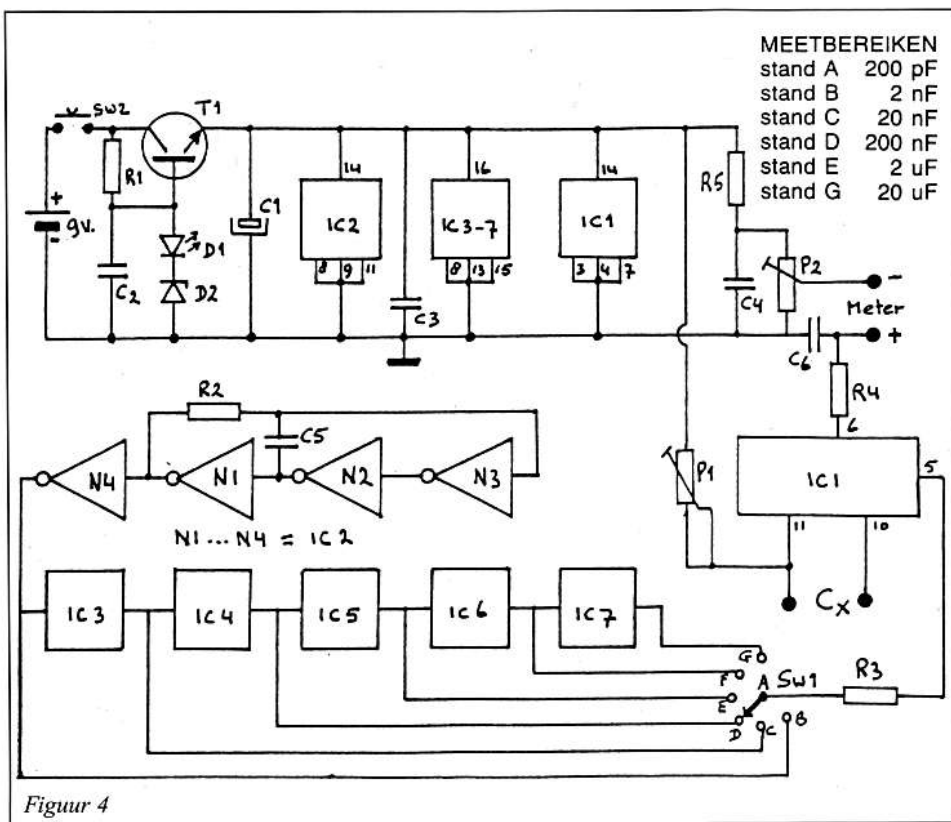 MEETBEREIKEN
stand A 200 pF
stand B 2 nF
stand C 20 nF
stand D 200 nF
stand E 2 uF
stand G 20 uF
SW2
T1
R1
+
9V.
-
C2
D1
D2
C1
14
IC2
8 9 11
C3
16
IC3-7
8 13 15
14
IC1
3 4 7
R5
C4
P2
-
Meter
+
C6
R4
6
R2
C5
N4
N1
N2
N3
N1...N4 = IC2
P1
IC1
5
11
10
Cx
IC3
IC4
IC5
IC6
IC7
G
F
E
D
C
B
A
SW1
R3
Figuur 4